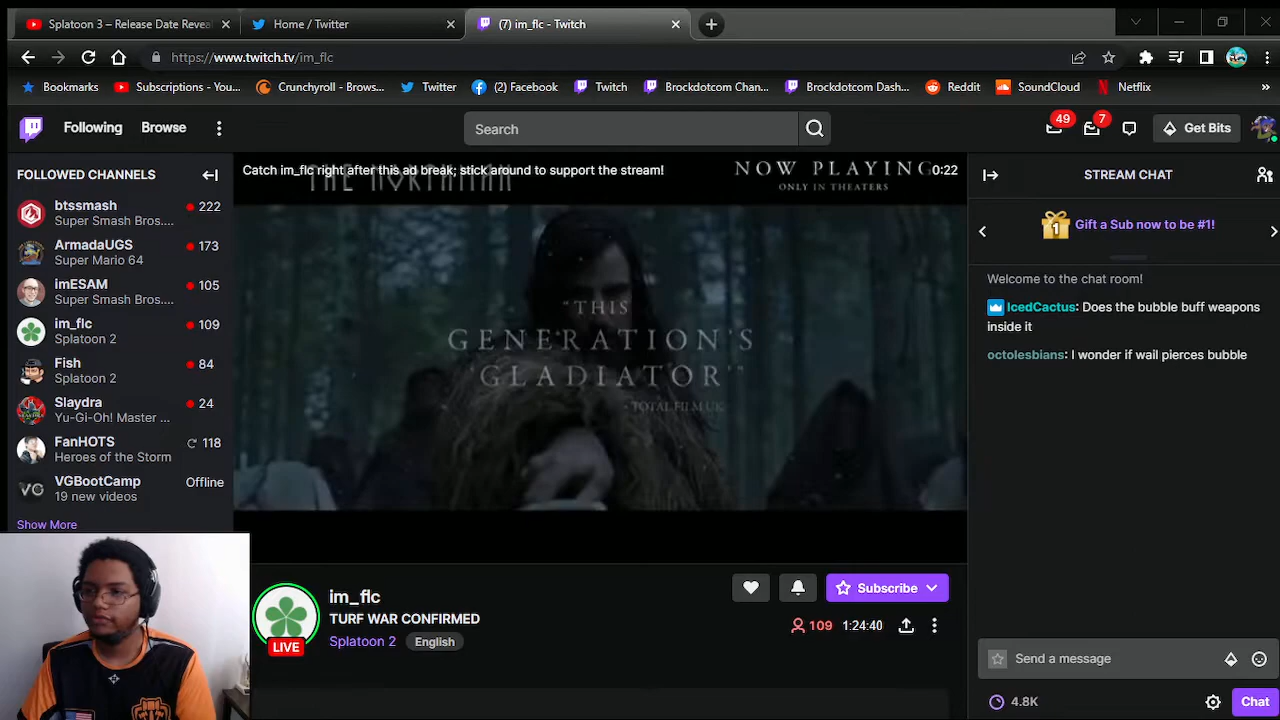 Splatoon 3 – Release Date Revea
Home / Twitter
(7) im_flc - Twitch
https://www.twitch.tv/im_flc
Bookmarks
Subscriptions - You...
Crunchyroll - Brows...
Twitter
(2) Facebook
Twitch
Brockdotcom Chan...
Brockdotcom Dash...
Reddit
SoundCloud
Netflix
»
Following
Browse
Search
49
7
Get Bits
FOLLOWED CHANNELS
btssmash
222
Super Smash Bros....
ArmadaUGS
173
Super Mario 64
imESAM
105
Super Smash Bros....
im_flc
109
Splatoon 2
Fish
84
Splatoon 2
Slaydra
24
Yu-Gi-Oh! Master ...
FanHOTS
118
Heroes of the Storm
VGBootCamp
Offline
19 new videos
Show More
Catch im_flc right after this ad break; stick around to support the stream!
THE NORTHMAN
NOW PLAYING
ONLY IN THEATERS
0:22
"THIS
GENERATION'S
GLADIATOR"
- TOTAL FILM UK
im_flc
TURF WAR CONFIRMED
Splatoon 2
English
LIVE
Subscribe
109
1:24:40
STREAM CHAT
1
Gift a Sub now to be #1!
Welcome to the chat room!
IcedCactus: Does the bubble buff weapons
inside it
octolesbians: I wonder if wail pierces bubble
Send a message
4.8K
Chat